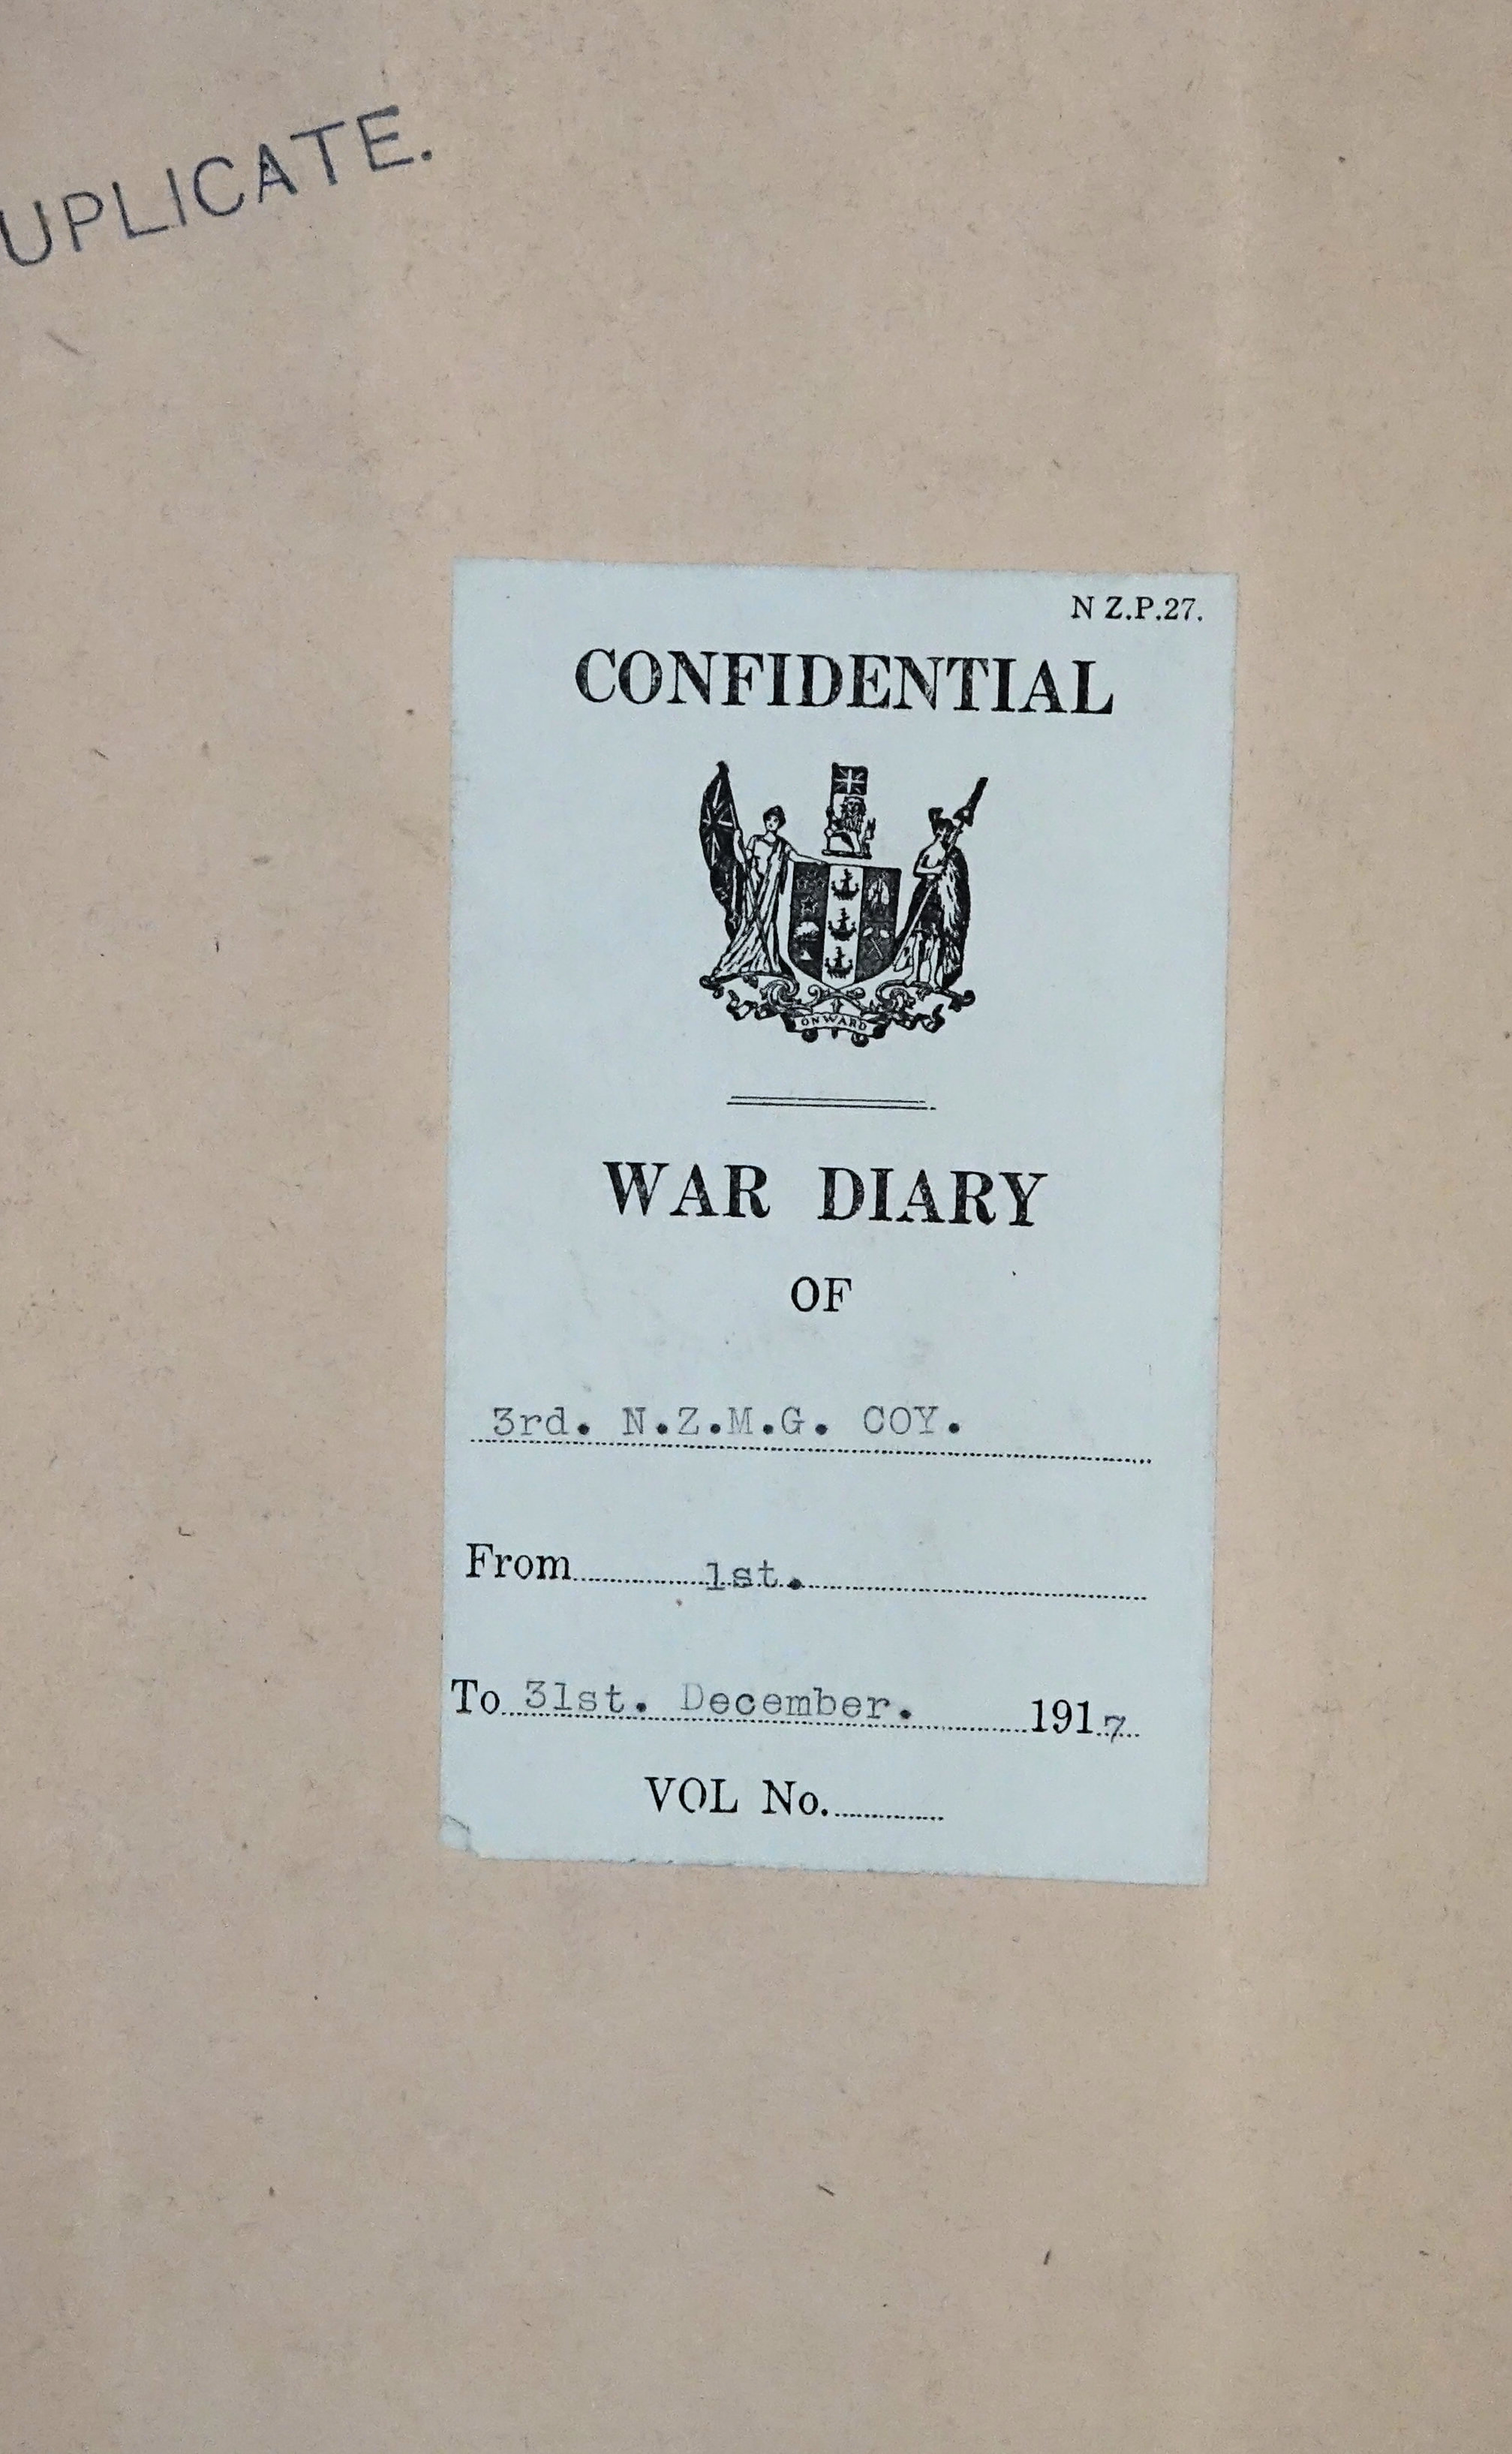 UPLICATE.
N Z.P.27.
CONFIDENTIAL
ONWARD
WAR DIARY
OF
3rd. N.Z.M.G. COY.
From 1st.
To 31st. December. 1917
VOL No.